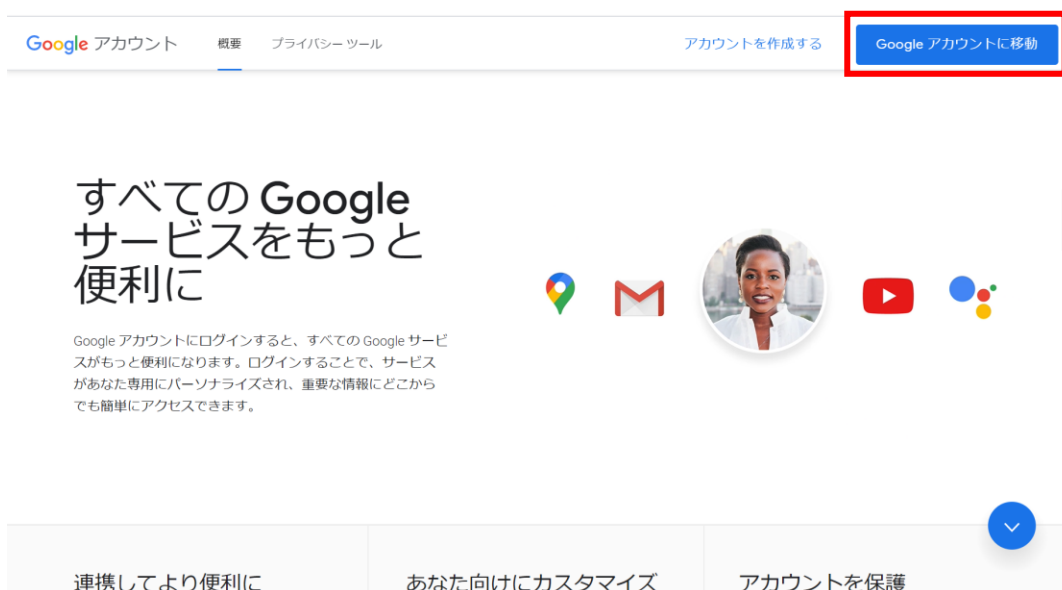 Google アカウント 概要 プライバシー ツール アカウントを作成する Google アカウントに移動
すべての Google
サービスをもっと
便利に
Google アカウントにログインすると、すべての Google サービ
スがもっと便利になります。ログインすることで、サービス
があなた専用にパーソナライズされ、重要な情報にどこから
でも簡単にアクセスできます。
連携してより便利に あなた向けにカスタマイズ アカウントを保護